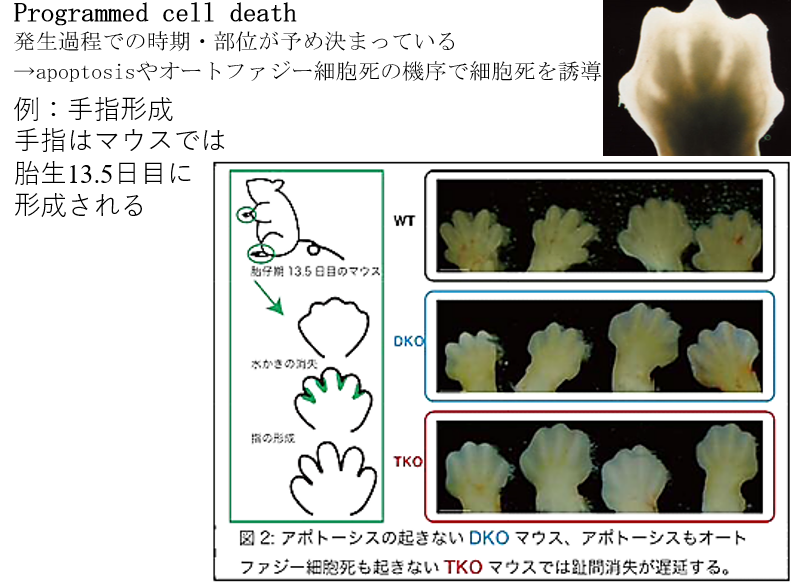 Programmed cell death
発生過程での時期・部位が予め決まっている
→apoptosisやオートファジー細胞死の機序で細胞死を誘導
例：手指形成
手指はマウスでは
胎生13.5日目に
形成される
胎仔期 13.5 日目のマウス
水かきの消失
指の形成
WT
DKO
TKO
図 2: アポトーシスの起きない DKO マウス、アポトーシスもオート
ファジー細胞死も起きない TKO マウスでは趾間消失が遅延する。